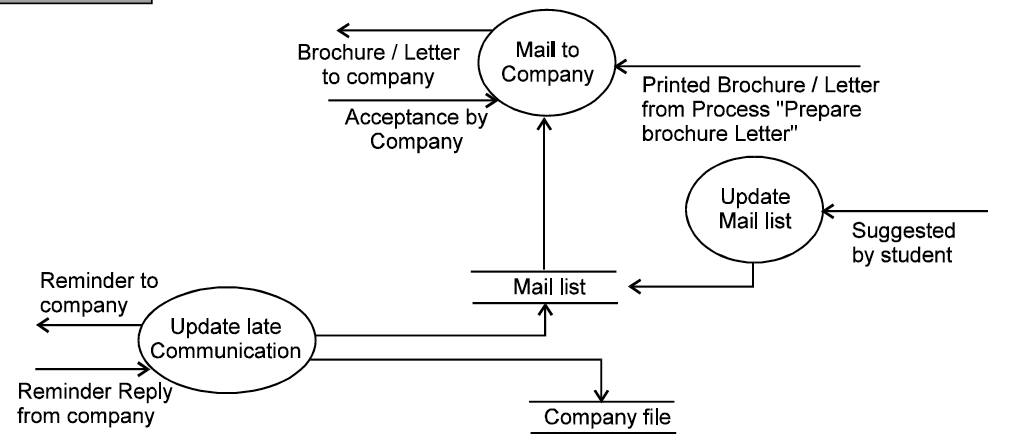 Mail to
Company
Brochure / Letter
to company
Printed Brochure / Letter
from Process "Prepare
brochure Letter"
Acceptance by
Company
Update
Mail list
Suggested
by student
Mail list
Reminder to
company
Update late
Communication
Reminder Reply
from company
Company file